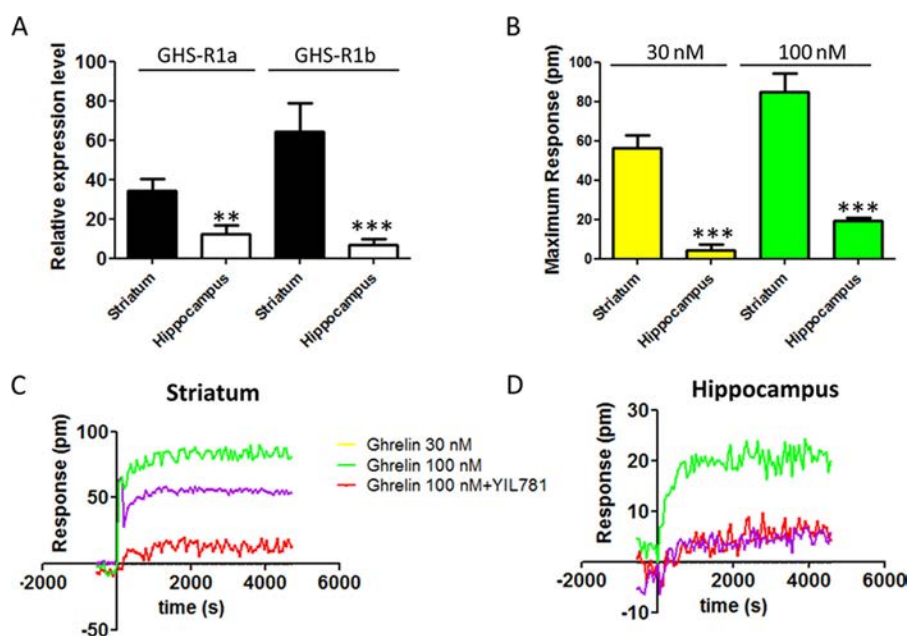 A
GHS-R1a
GHS-R1b
Relative expression level
100
80
60
40
20
0
**
***
Striatum
Hippocampus
Striatum
Hippocampus
B
30 nM
100 nM
Maximum Response (pm)
100
80
60
40
20
0
***
***
Striatum
Hippocampus
Striatum
Hippocampus
C
Striatum
Response (pm)
100
50
-50
-2000
2000
4000
6000
time (s)
Ghrelin 30 nM
Ghrelin 100 nM
Ghrelin 100 nM+YIL781
D
Hippocampus
Response (pm)
30
20
10
-10
-2000
2000
4000
6000
time (s)